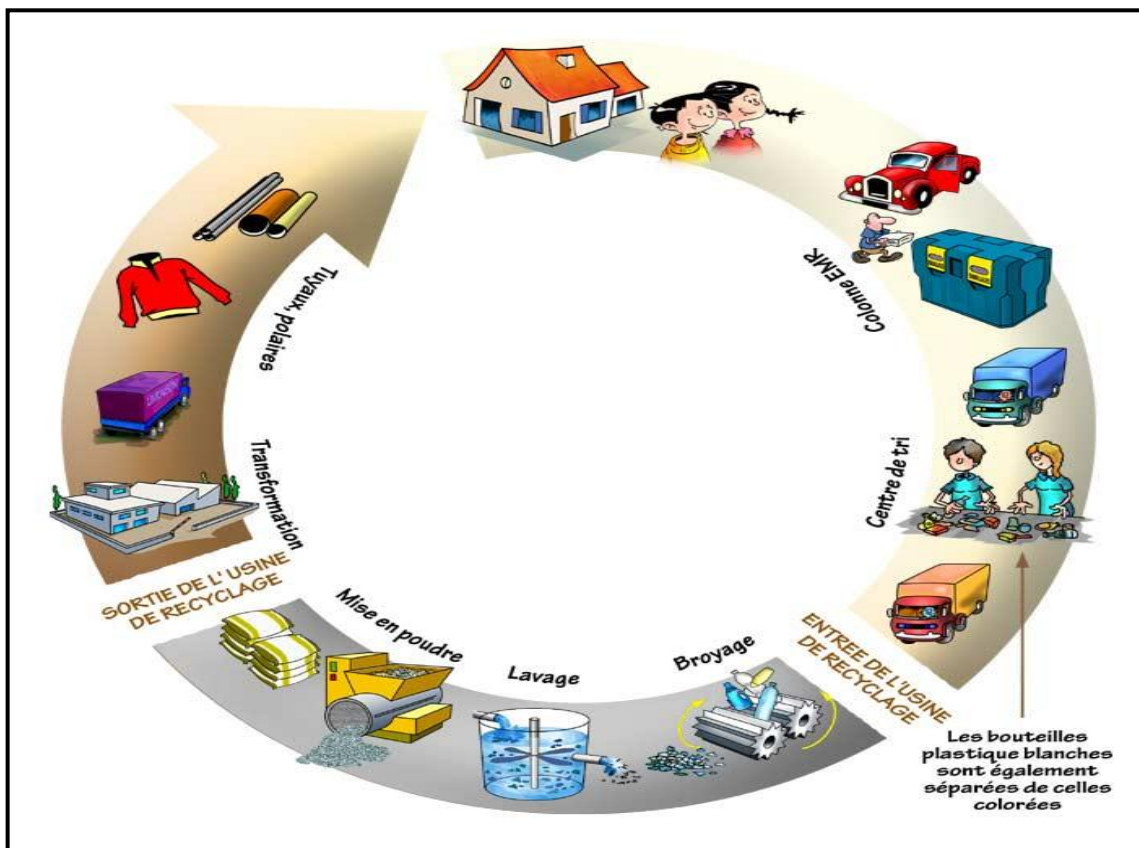 Colonne EMR
Centre de tri
ENTREE DE L'USINE
DE RECYCLAGE
Les bouteilles
plastique blanches
sont également
séparées de celles
colorées
Broyage
Lavage
Mise en poudre
SORTIE DE L' USINE
DE RECYCLAGE
Transformation
Tuyaux, polaires